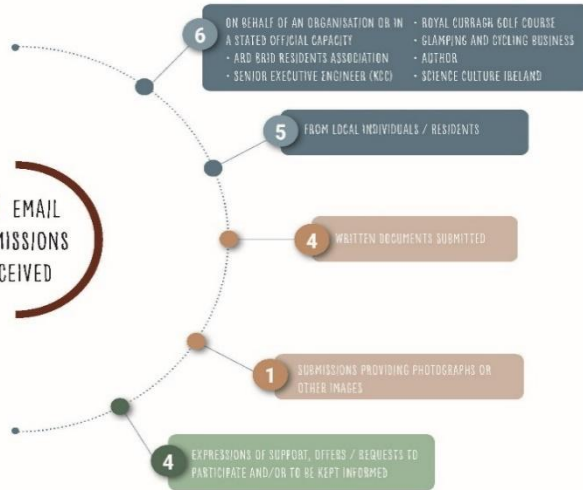 6
ON BEHALF OF AN ORGANISATION OR IN
A STATED OFFICIAL CAPACITY
• ARD BRID RESIDENTS ASSOCIATION
• SENIOR EXECUTIVE ENGINEER (KCC)
• ROYAL CURRAGH GOLF COURSE
• GLAMPING AND CYCLING BUSINESS
• AUTHOR
• SCIENCE CULTURE IRELAND
5
FROM LOCAL INDIVIDUALS / RESIDENTS
EMAIL
MISSIONS
CEIVED
4
WRITTEN DOCUMENTS SUBMITTED
1
SUBMISSIONS PROVIDING PHOTOGRAPHS OR
OTHER IMAGES
4
EXPRESSIONS OF SUPPORT, OFFERS / REQUESTS TO
PARTICIPATE AND/OR TO BE KEPT INFORMED